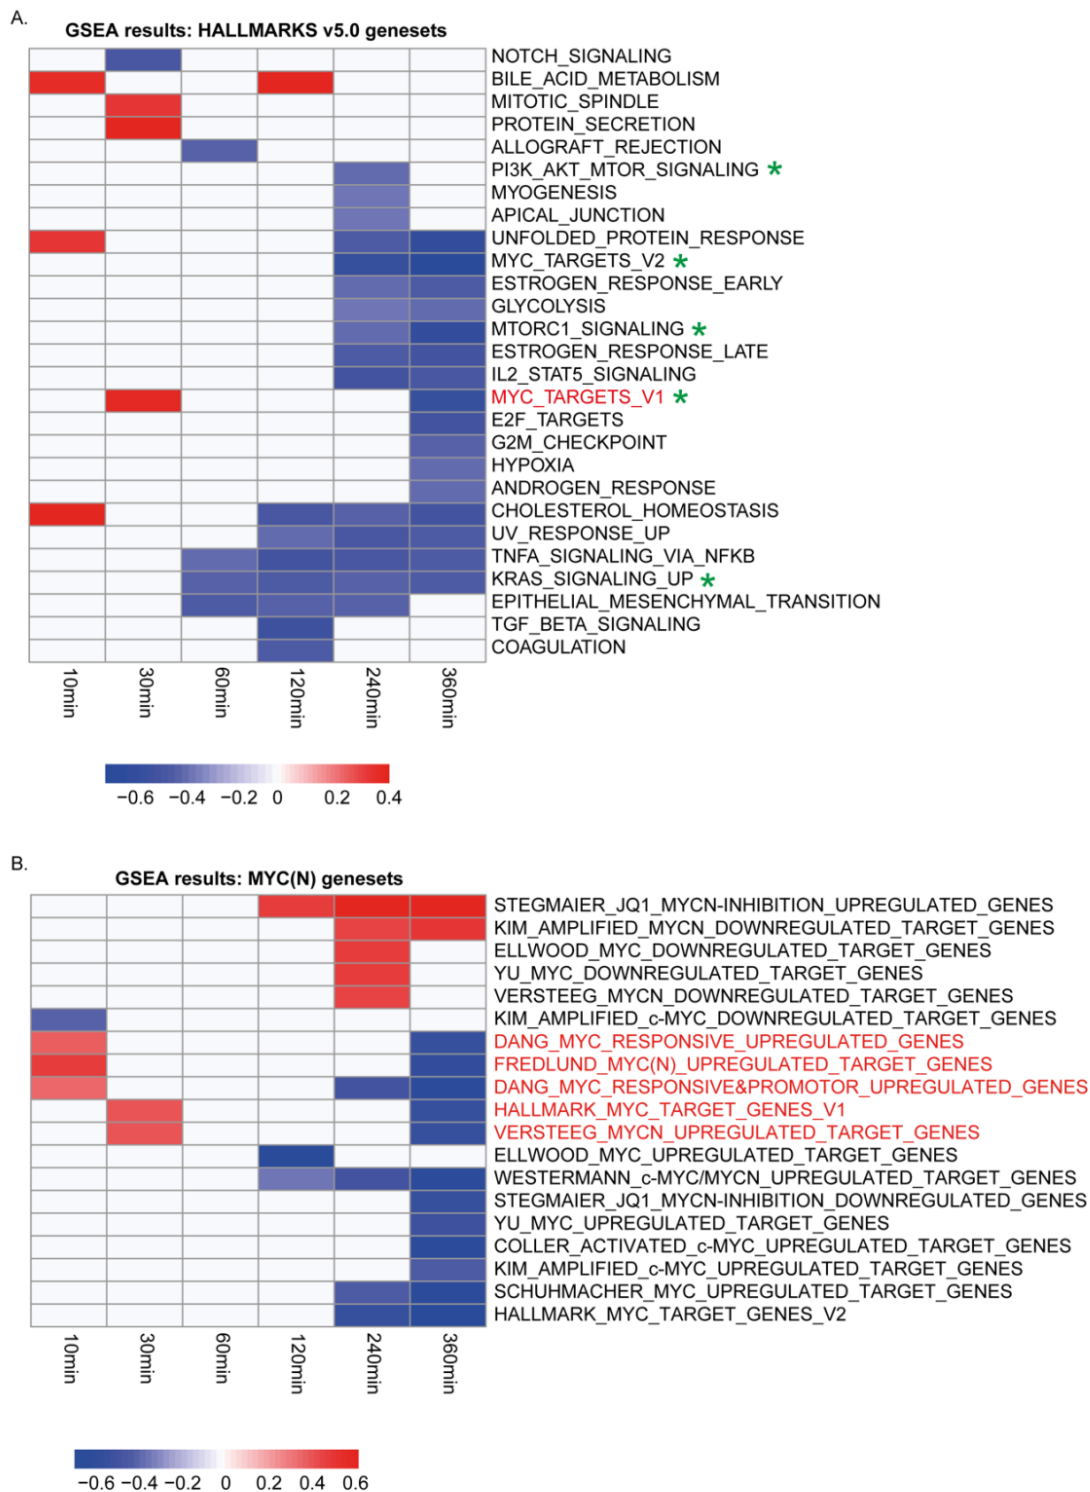 A.
GSEA results: HALLMARKS v5.0 genesets
NOTCH_SIGNALING
BILE_ACID_METABOLISM
MITOTIC_SPINDLE
PROTEIN_SECRETION
ALLOGRAFT_REJECTION
PI3K_AKT_MTOR_SIGNALING *
MYOGENESIS
APICAL_JUNCTION
UNFOLDED_PROTEIN_RESPONSE
MYC_TARGETS_V2 *
ESTROGEN_RESPONSE_EARLY
GLYCOLYSIS
MTORC1_SIGNALING *
ESTROGEN_RESPONSE_LATE
IL2_STAT5_SIGNALING
MYC_TARGETS_V1 *
E2F_TARGETS
G2M_CHECKPOINT
HYPOXIA
ANDROGEN_RESPONSE
CHOLESTEROL_HOMEOSTASIS
UV_RESPONSE_UP
TNFA_SIGNALING_VIA_NFKB
KRAS_SIGNALING_UP *
EPITHELIAL_MESENCHYMAL_TRANSITION
TGF_BETA_SIGNALING
COAGULATION
10min 30min 60min 120min 240min 360min
−0.6 −0.4 −0.2 0 0.2 0.4
B.
GSEA results: MYC(N) genesets
STEGMAIER_JQ1_MYCN-INHIBITION_UPREGULATED_GENES
KIM_AMPLIFIED_MYCN_DOWNREGULATED_TARGET_GENES
ELLWOOD_MYC_DOWNREGULATED_TARGET_GENES
YU_MYC_DOWNREGULATED_TARGET_GENES
VERSTEEG_MYCN_DOWNREGULATED_TARGET_GENES
KIM_AMPLIFIED_c-MYC_DOWNREGULATED_TARGET_GENES
DANG_MYC_RESPONSIVE_UPREGULATED_GENES
FREDLUND_MYC(N)_UPREGULATED_TARGET_GENES
DANG_MYC_RESPONSIVE&PROMOTOR_UPREGULATED_GENES
HALLMARK_MYC_TARGET_GENES_V1
VERSTEEG_MYCN_UPREGULATED_TARGET_GENES
ELLWOOD_MYC_UPREGULATED_TARGET_GENES
WESTERMANN_c-MYC/MYCN_UPREGULATED_TARGET_GENES
STEGMAIER_JQ1_MYCN-INHIBITION_DOWNREGULATED_GENES
YU_MYC_UPREGULATED_TARGET_GENES
COLLER_ACTIVATED_c-MYC_UPREGULATED_TARGET_GENES
KIM_AMPLIFIED_c-MYC_UPREGULATED_TARGET_GENES
SCHUHMACHER_MYC_UPREGULATED_TARGET_GENES
HALLMARK_MYC_TARGET_GENES_V2
10min 30min 60min 120min 240min 360min
−0.6 −0.4 −0.2 0 0.2 0.4 0.6